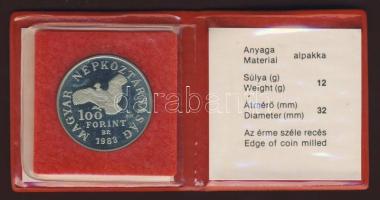 MAGYAR NÉPKÖZTÁRSASÁG
100
FORINT
BP.
1983
Anyaga
Material alpakka
Súlya (g)
Weight (g) 12
Átmérő (mm)
Diameter (mm) 32
Az érme széle recés
Edge of coin milled
darabanth